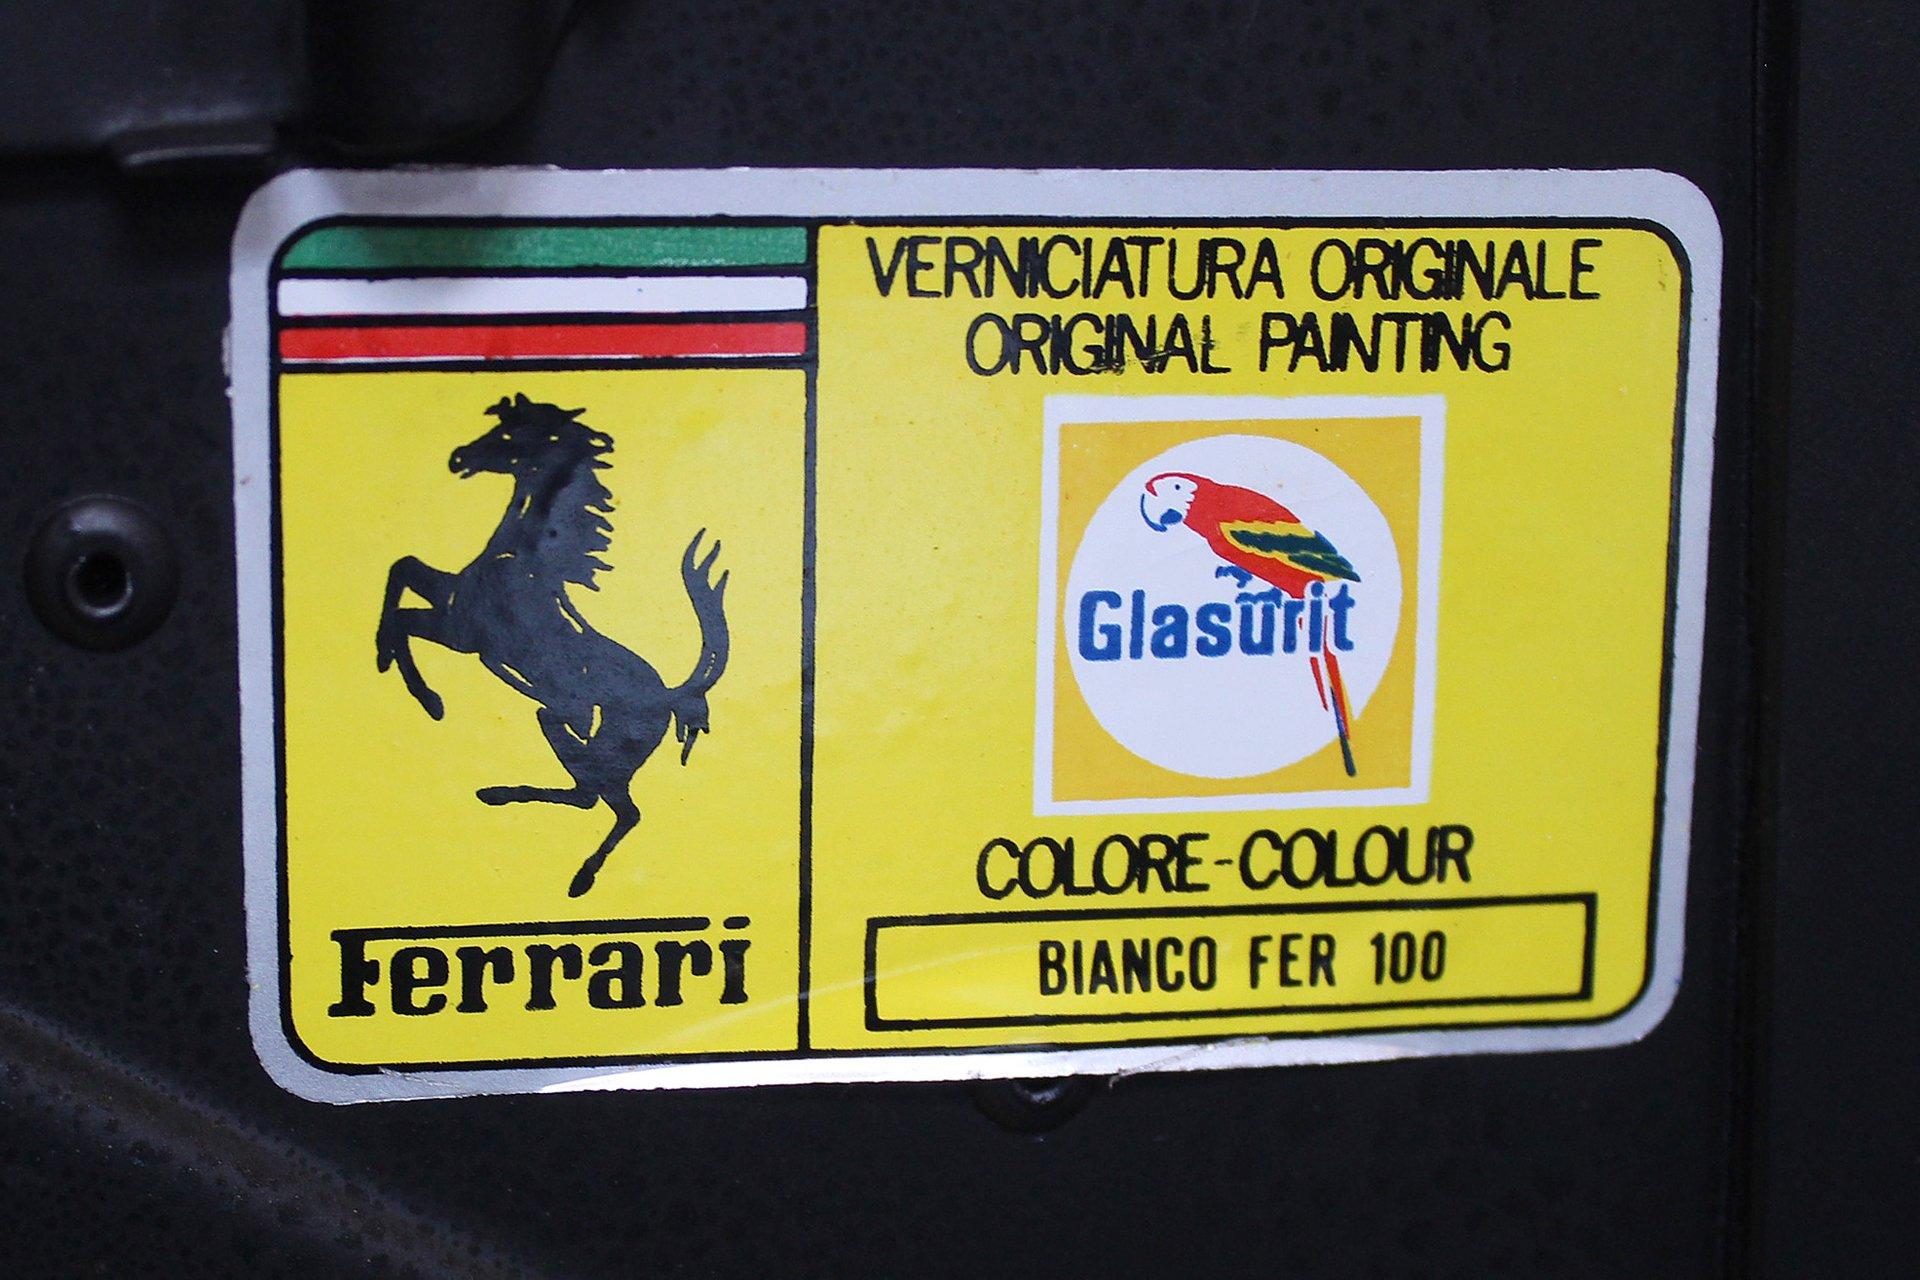 VERNICIATURA ORIGINALE
ORIGINAL PAINTING
Glasurit
COLORE-COLOUR
BIANCO FER 100
Ferrari